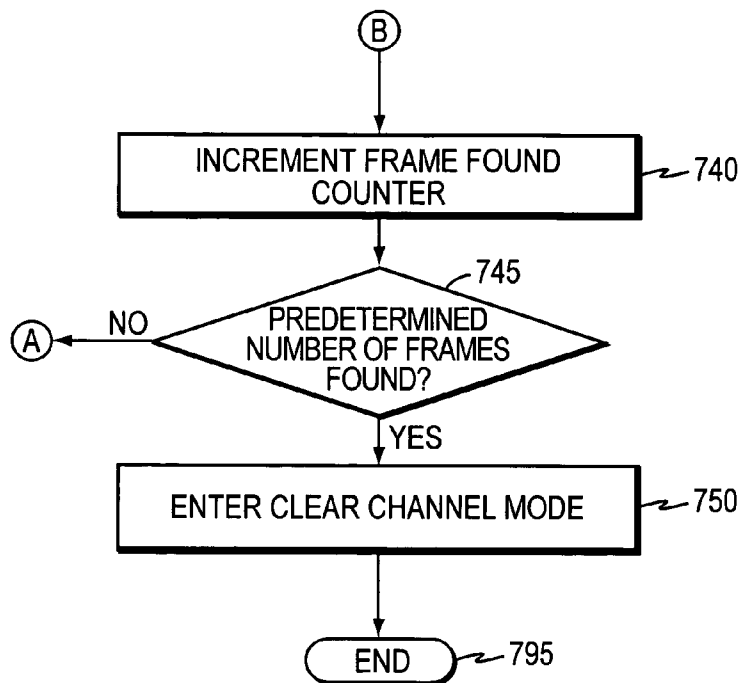 B
INCREMENT FRAME FOUND
COUNTER
740
745
PREDETERMINED
NUMBER OF FRAMES
FOUND?
NO
A
YES
ENTER CLEAR CHANNEL MODE
750
END
795